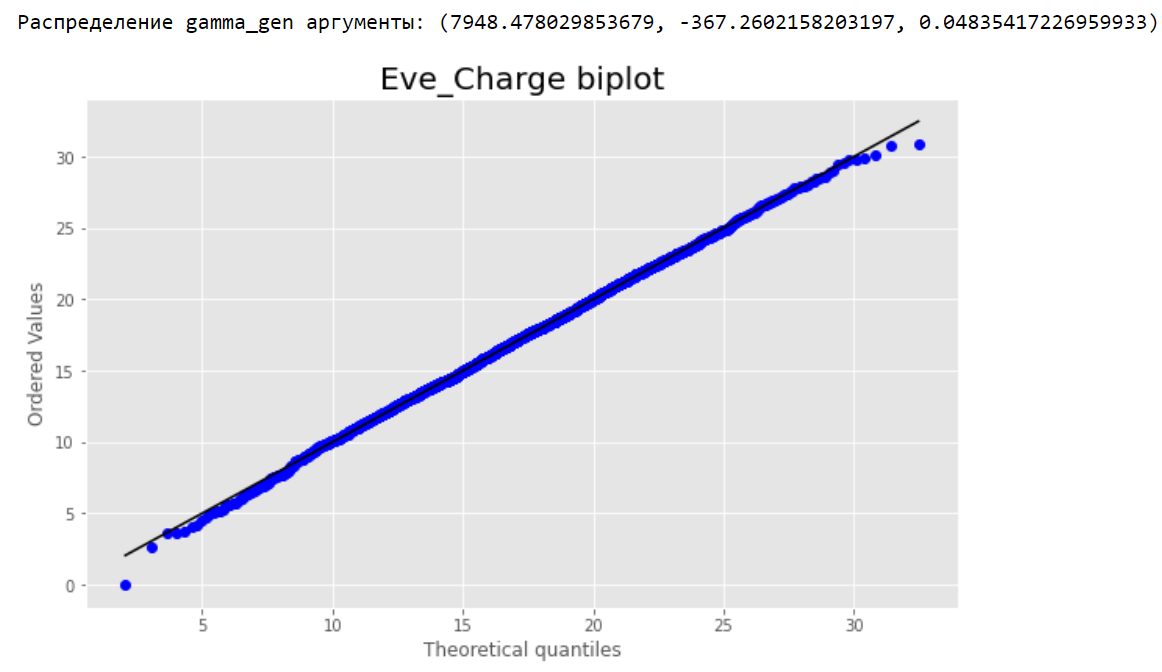 Распределение gamma_gen аргументы: (7948.478029853679, -367.2602158203197, 0.04835417226959933)
Eve_Charge biplot
30
25
20
15
10
5
0
Ordered Values
5 10 15 20 25 30
Theoretical quantiles